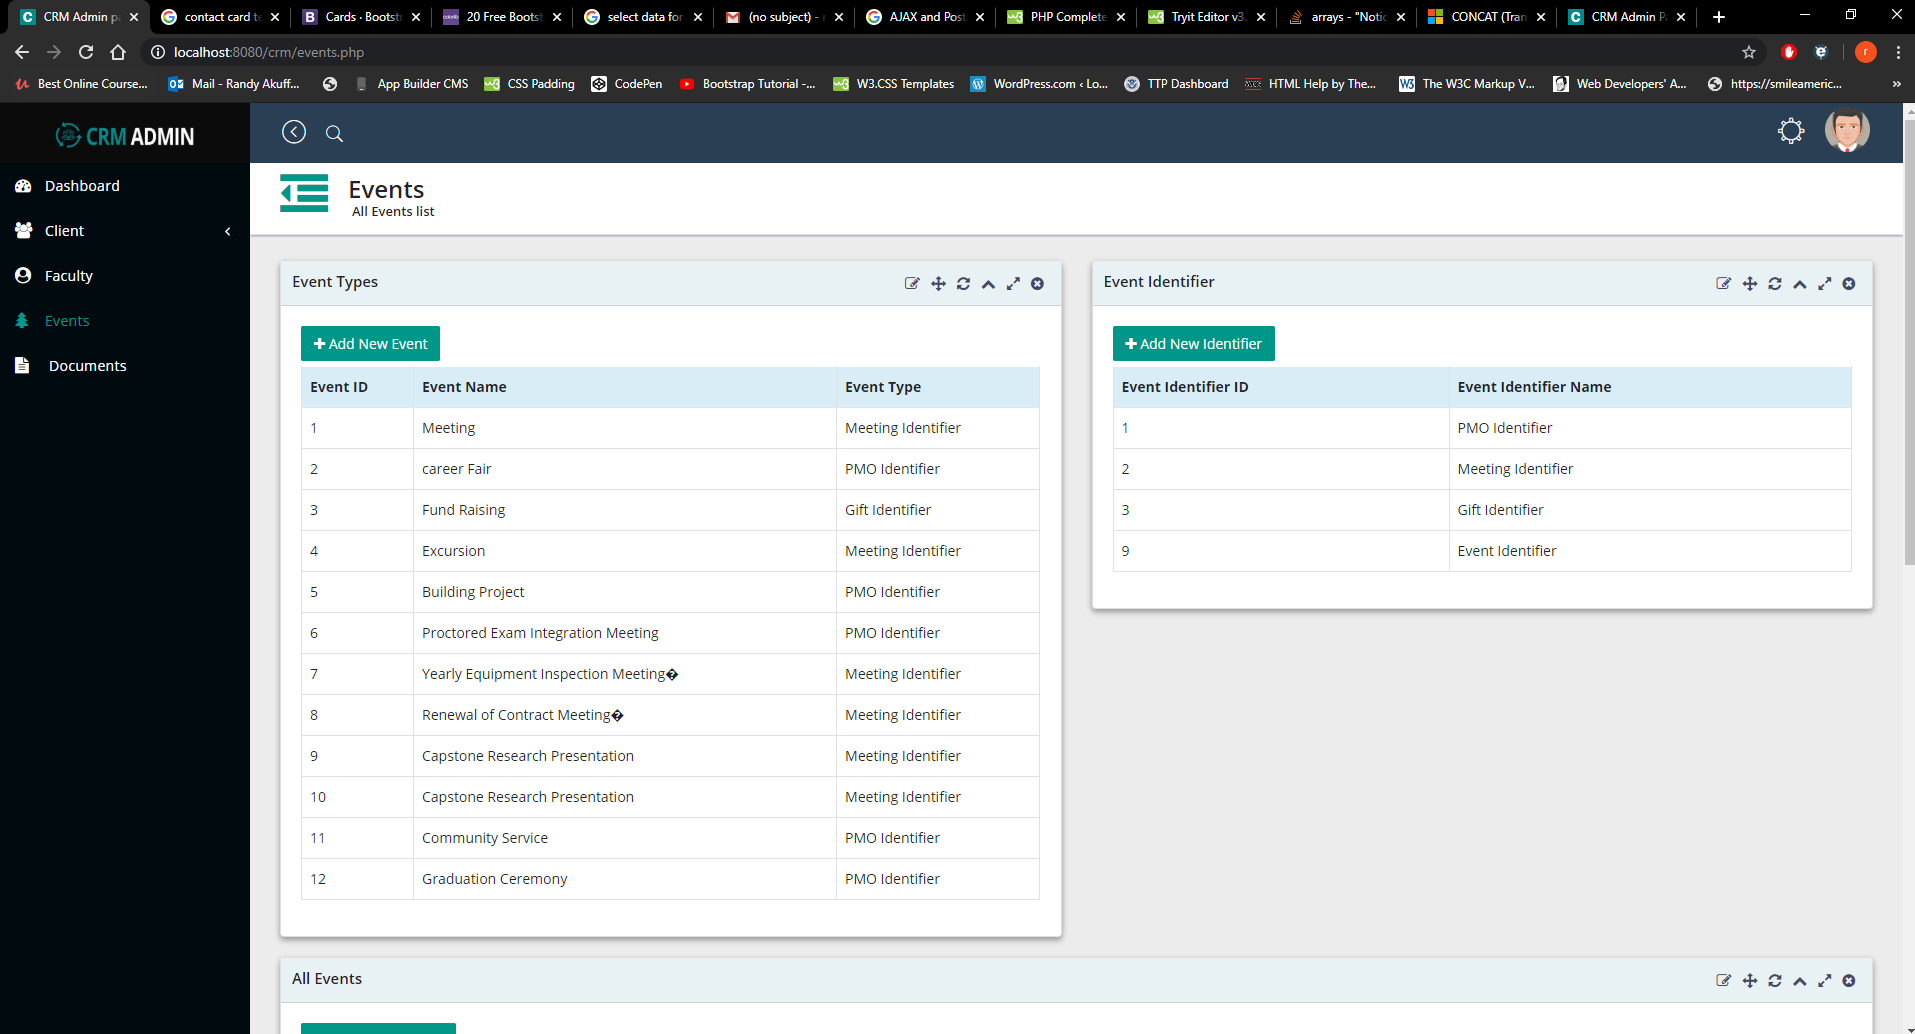 CRM Admin pa
contact card te
Cards · Bootstr
20 Free Bootst
select data for
(no subject) - r
AJAX and Post
PHP Complete
Tryit Editor v3.
arrays - "Notic
CONCAT (Tran
CRM Admin Pa
localhost:8080/crm/events.php
r
Best Online Course...
Mail - Randy Akuff...
App Builder CMS
CSS Padding
CodePen
Bootstrap Tutorial -...
W3.CSS Templates
WordPress.com ‹ Lo...
TTP Dashboard
HTML Help by The...
The W3C Markup V...
Web Developers' A...
https://smileameric...
»
CRM ADMIN
Dashboard
Client
Faculty
Events
Documents
Events
All Events list
Event Types
Add New Event
Event ID Event Name Event Type
1 Meeting Meeting Identifier
2 career Fair PMO Identifier
3 Fund Raising Gift Identifier
4 Excursion Meeting Identifier
5 Building Project PMO Identifier
6 Proctored Exam Integration Meeting PMO Identifier
7 Yearly Equipment Inspection Meeting� Meeting Identifier
8 Renewal of Contract Meeting� Meeting Identifier
9 Capstone Research Presentation Meeting Identifier
10 Capstone Research Presentation Meeting Identifier
11 Community Service PMO Identifier
12 Graduation Ceremony PMO Identifier
Event Identifier
Add New Identifier
Event Identifier ID Event Identifier Name
1 PMO Identifier
2 Meeting Identifier
3 Gift Identifier
9 Event Identifier
All Events